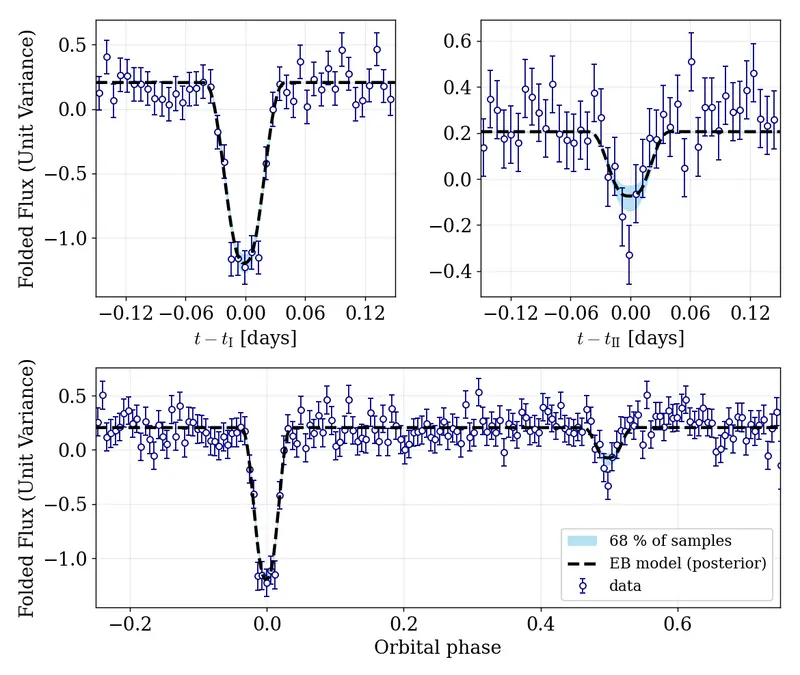 Folded Flux (Unit Variance)
0.5
0.0
−0.5
−1.0
−0.12 −0.06 0.00 0.06 0.12
t − tI [days]
0.6
0.4
0.2
0.0
−0.2
−0.4
−0.12 −0.06 0.00 0.06 0.12
t − tII [days]
Folded Flux (Unit Variance)
0.5
0.0
−0.5
−1.0
68 % of samples
EB model (posterior)
data
−0.2 0.0 0.2 0.4 0.6
Orbital phase